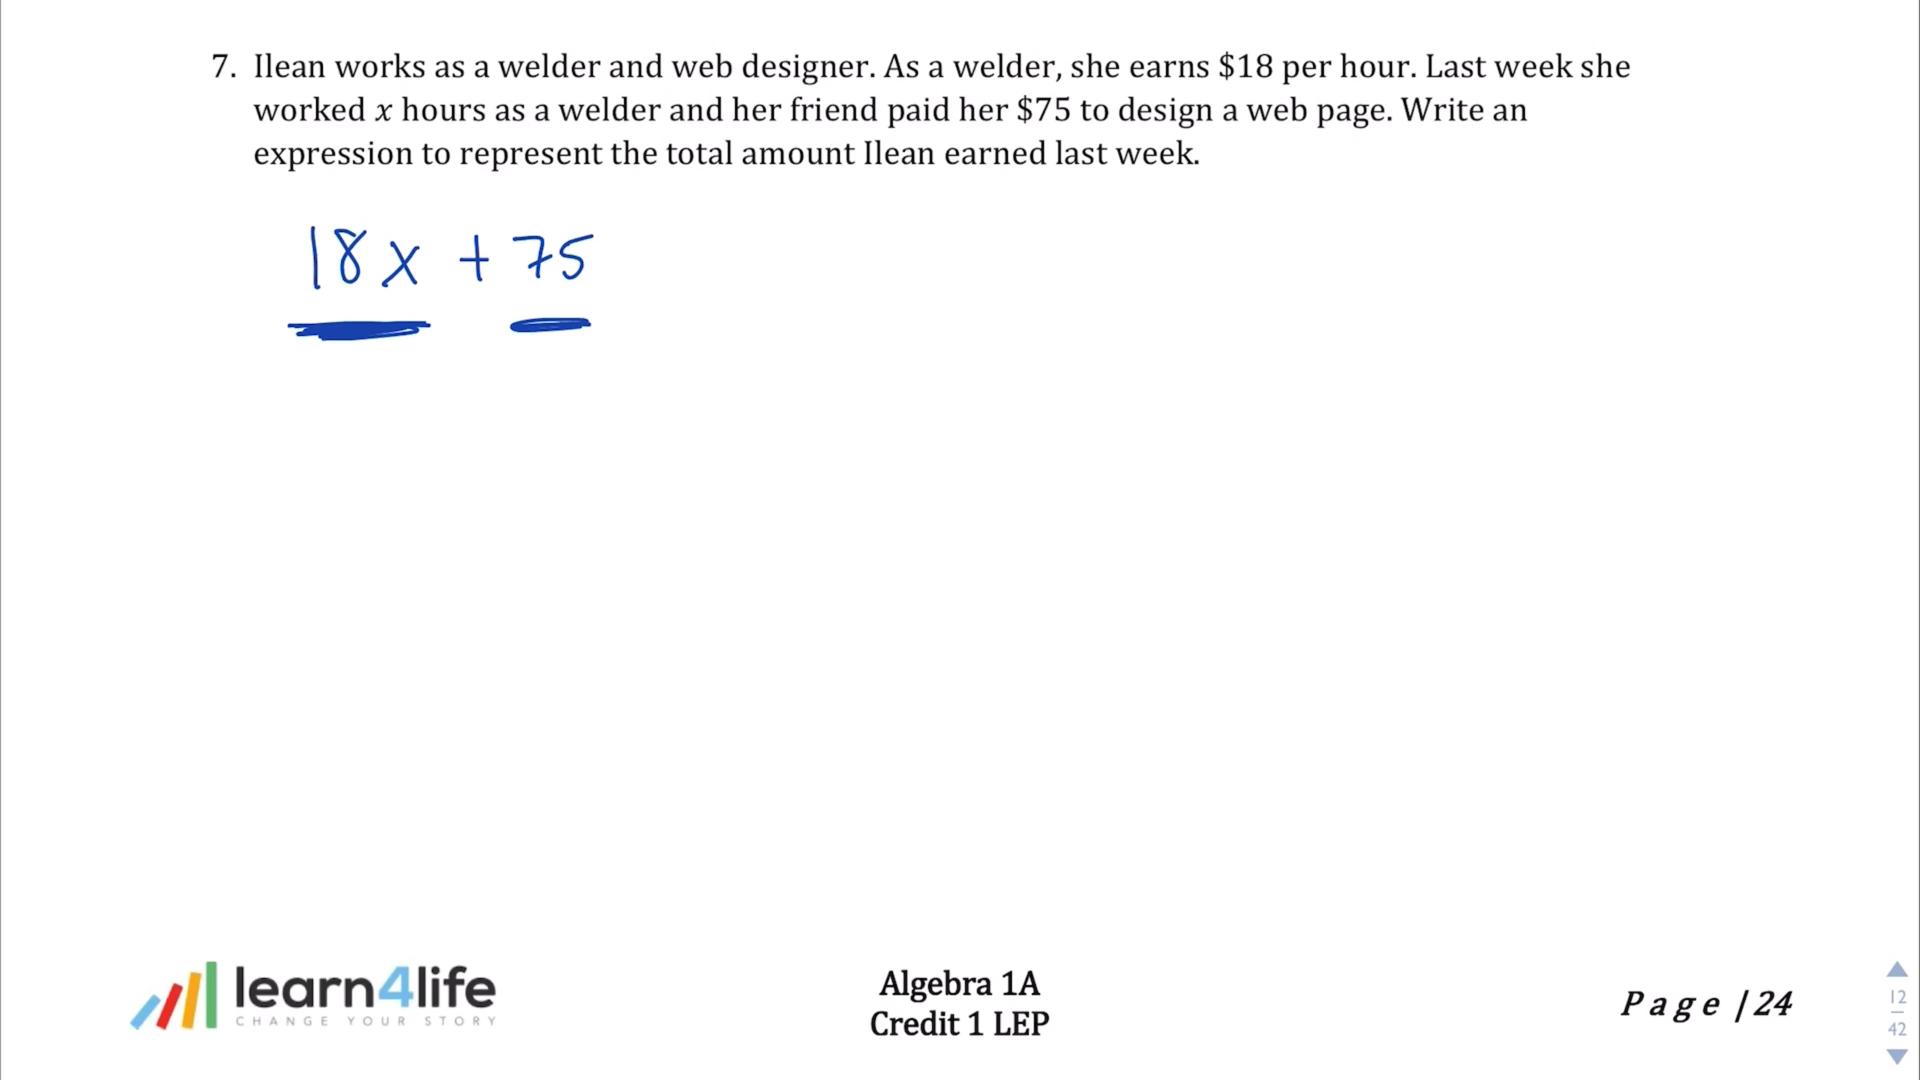 7. Ilean works as a welder and web designer. As a welder, she earns $18 per hour. Last week she
worked x hours as a welder and her friend paid her $75 to design a web page. Write an
expression to represent the total amount Ilean earned last week.
18x + 75
learn4life
CHANGE YOUR STORY
Algebra 1A
Credit 1 LEP
Page | 24
12
42